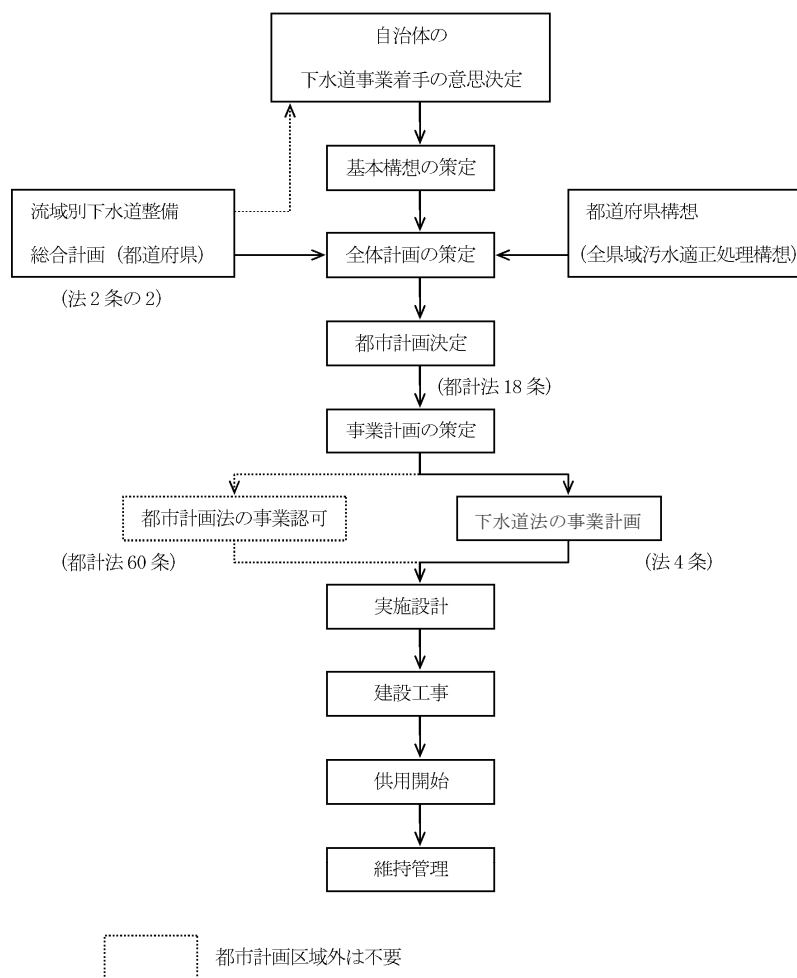 自治体の
下水道事業着手の意思決定
基本構想の策定
流域別下水道整備
総合計画（都道府県）
(法2条の2)
都道府県構想
(全県域汚水適正処理構想)
全体計画の策定
都市計画決定
(都計法18条)
事業計画の策定
都市計画法の事業認可
下水道法の事業計画
(都計法60条)
(法4条)
実施設計
建設工事
供用開始
維持管理
都市計画区域外は不要